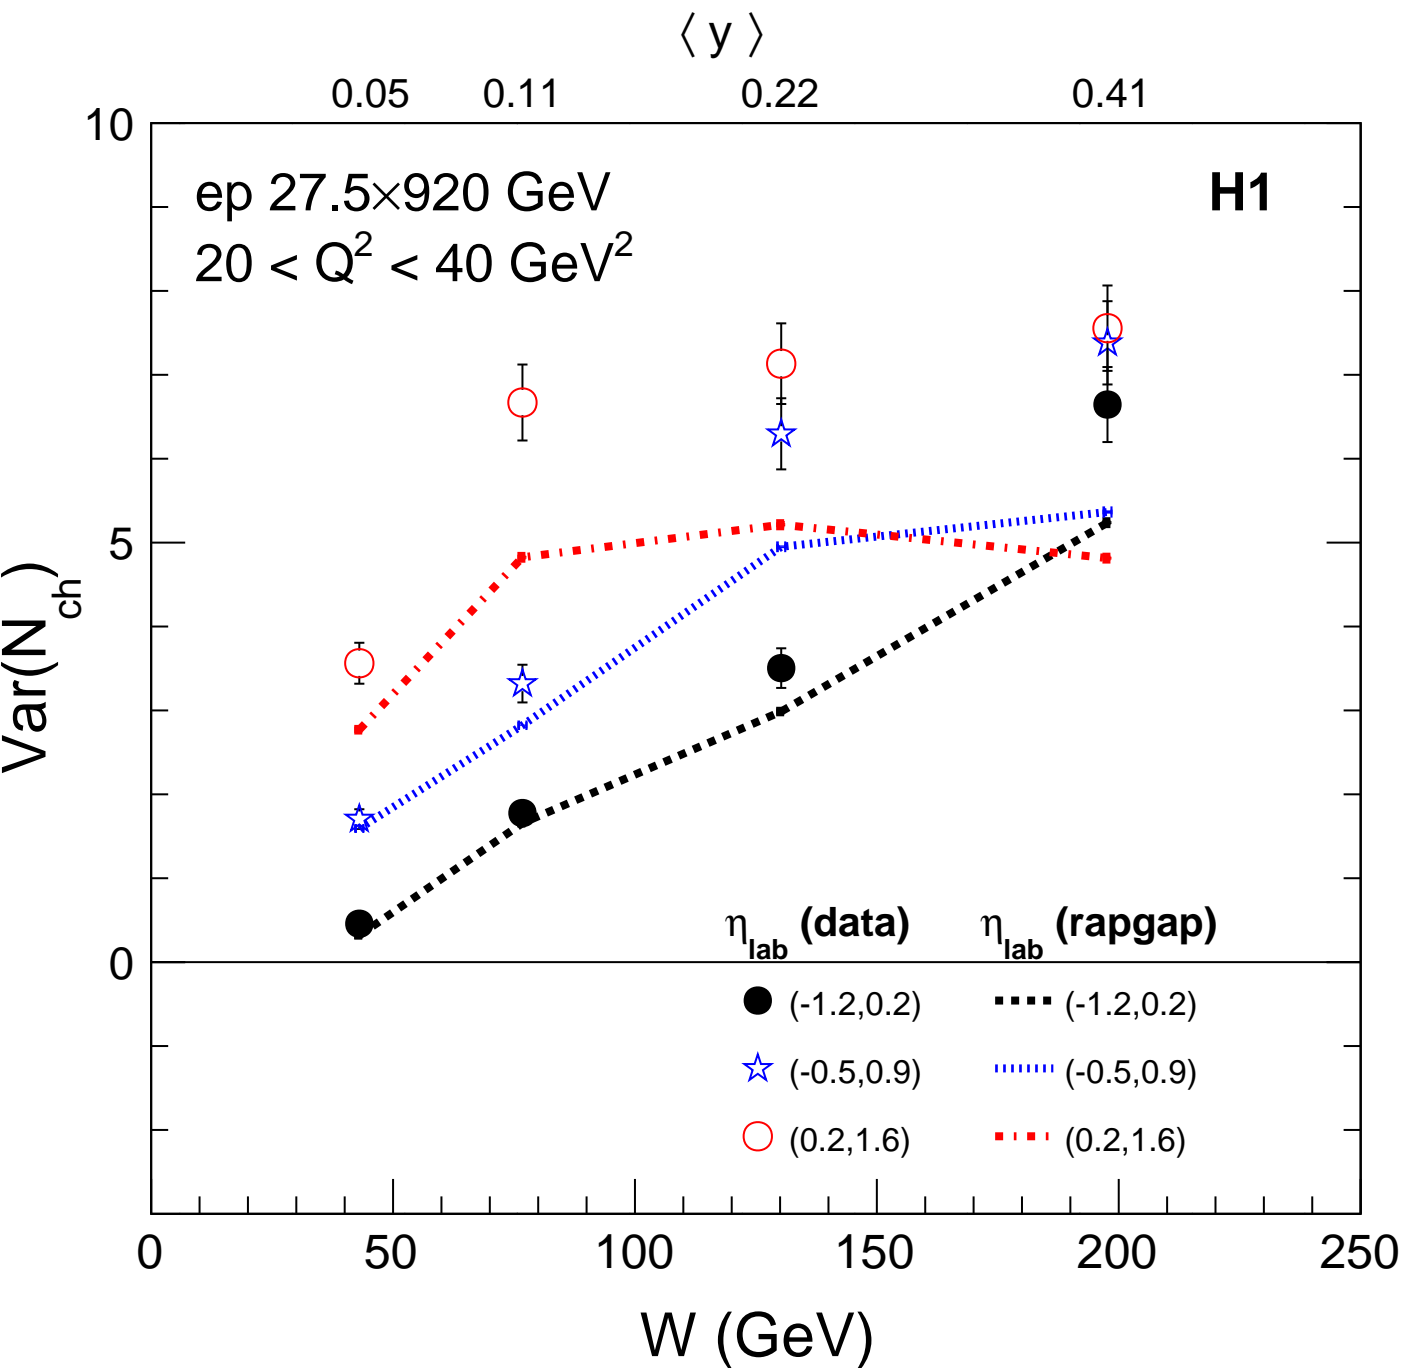 ⟨ y ⟩
0.05 0.11 0.22 0.41
10
ep 27.5×920 GeV
H1
20 < Q² < 40 GeV²
5
Var(N_ch)
η_lab (data) η_lab (rapgap)
0
(-1.2,0.2) (-1.2,0.2)
(-0.5,0.9) (-0.5,0.9)
(0.2,1.6) (0.2,1.6)
0 50 100 150 200 250
W (GeV)